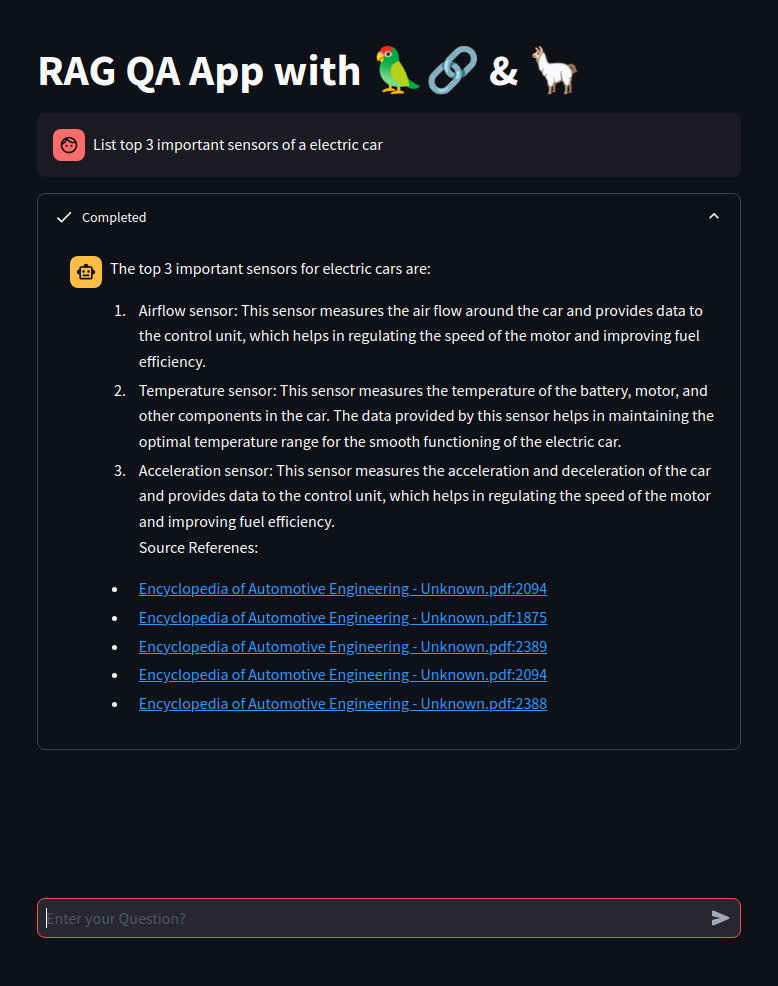 RAG QA App with 🦜🔗 & 🦙
List top 3 important sensors of a electric car
Completed
The top 3 important sensors for electric cars are:
1. Airflow sensor: This sensor measures the air flow around the car and provides data to
the control unit, which helps in regulating the speed of the motor and improving fuel
efficiency.
2. Temperature sensor: This sensor measures the temperature of the battery, motor, and
other components in the car. The data provided by this sensor helps in maintaining the
optimal temperature range for the smooth functioning of the electric car.
3. Acceleration sensor: This sensor measures the acceleration and deceleration of the car
and provides data to the control unit, which helps in regulating the speed of the motor
and improving fuel efficiency.
Source Referenes:
• Encyclopedia of Automotive Engineering - Unknown.pdf:2094
• Encyclopedia of Automotive Engineering - Unknown.pdf:1875
• Encyclopedia of Automotive Engineering - Unknown.pdf:2389
• Encyclopedia of Automotive Engineering - Unknown.pdf:2094
• Encyclopedia of Automotive Engineering - Unknown.pdf:2388
Enter your Question?